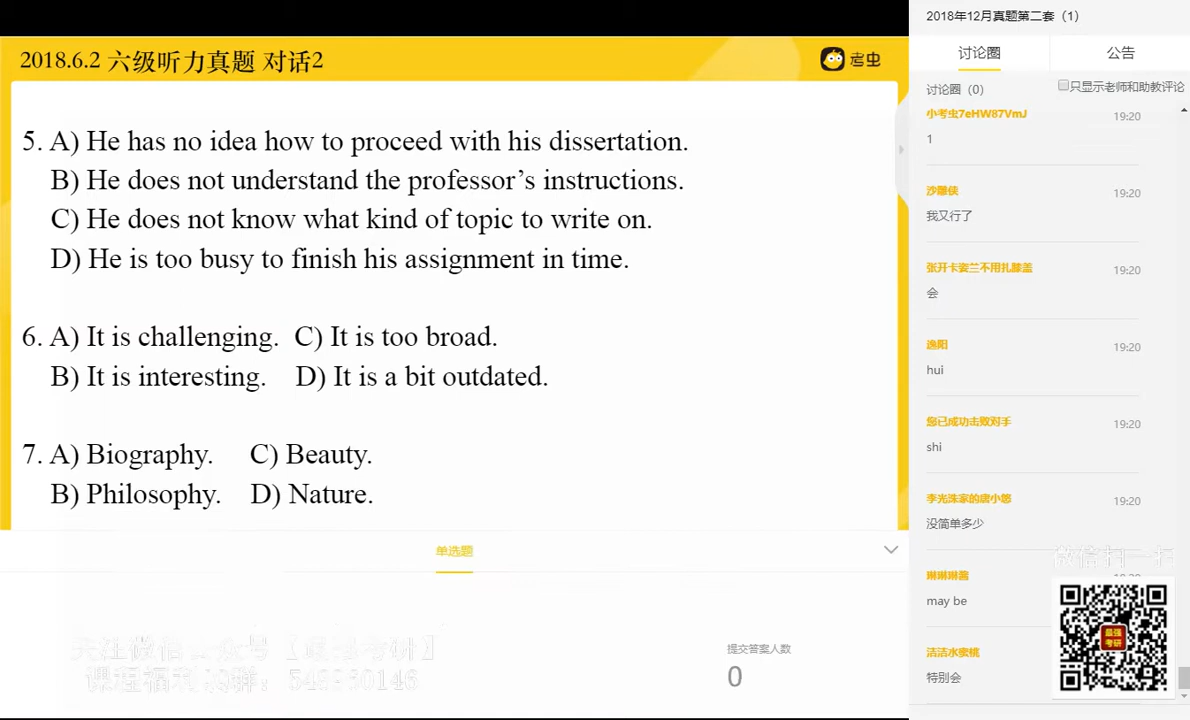 2018.6.2 六级听力真题 对话2
考虫
5. A) He has no idea how to proceed with his dissertation.
B) He does not understand the professor’s instructions.
C) He does not know what kind of topic to write on.
D) He is too busy to finish his assignment in time.
6. A) It is challenging. C) It is too broad.
B) It is interesting. D) It is a bit outdated.
7. A) Biography. C) Beauty.
B) Philosophy. D) Nature.
单选题
提交答案人数
0
2018年12月真题第二套（1）
讨论圈
公告
讨论圈（0）
只显示老师和助教评论
小考虫7eHW87VmJ
19:20
1
沙雕侠
19:20
我又行了
张开卡姿兰不用扎膝盖
19:20
会
逸阳
19:20
hui
您已成功击败对手
19:20
shi
李光洙家的唐小悠
19:20
没简单多少
琳琳琳酱
may be
洁洁水蜜桃
特别会
微信扫一扫
最强
考研